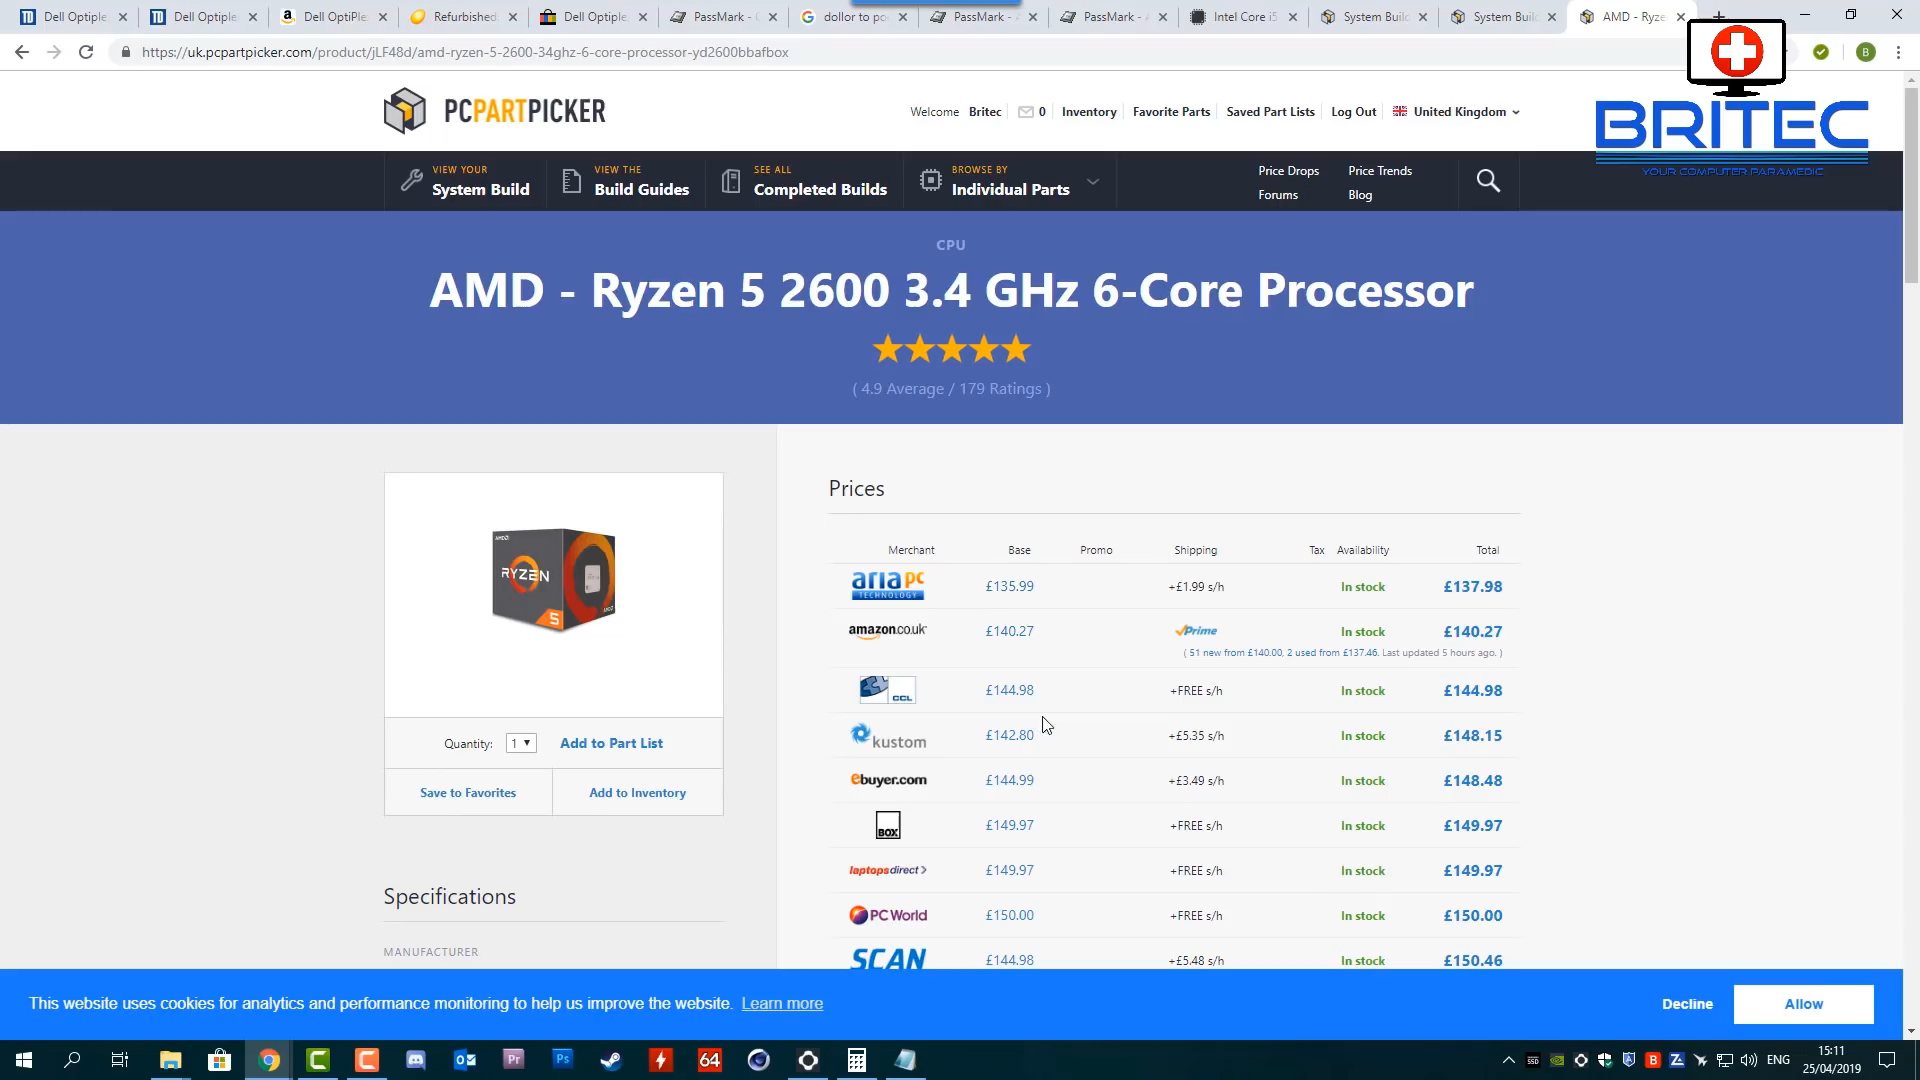 Dell Optiple
Dell Optiple
Dell OptiPle
Refurbished
Dell Optiple
PassMark - C
dollor to po
PassMark - A
PassMark - A
Intel Core i5
System Buil
System Buil
AMD - Ryze
https://uk.pcpartpicker.com/product/jLF48d/amd-ryzen-5-2600-34ghz-6-core-processor-yd2600bbafbox
B
PCPARTPICKER
Welcome Britec 0 Inventory Favorite Parts Saved Part Lists Log Out United Kingdom
BRITEC
YOUR COMPUTER PARAMEDIC
VIEW YOUR
System Build
VIEW THE
Build Guides
SEE ALL
Completed Builds
BROWSE BY
Individual Parts
Price Drops Price Trends
Forums Blog
CPU
AMD - Ryzen 5 2600 3.4 GHz 6-Core Processor
( 4.9 Average / 179 Ratings )
AMD
RYZEN
5
Quantity: 1 Add to Part List
Save to Favorites Add to Inventory
Specifications
MANUFACTURER
Prices
Merchant Base Promo Shipping Tax Availability Total
aria pc TECHNOLOGY £135.99 +£1.99 s/h In stock £137.98
amazon.co.uk £140.27 Prime In stock £140.27
( 51 new from £140.00, 2 used from £137.46. Last updated 5 hours ago. )
CCL £144.98 +FREE s/h In stock £144.98
kustom £142.80 +£5.35 s/h In stock £148.15
ebuyer.com £144.99 +£3.49 s/h In stock £148.48
BOX £149.97 +FREE s/h In stock £149.97
laptopsdirect £149.97 +FREE s/h In stock £149.97
PC World £150.00 +FREE s/h In stock £150.00
SCAN £144.98 +£5.48 s/h In stock £150.46
This website uses cookies for analytics and performance monitoring to help us improve the website. Learn more
Decline Allow
Pr
Ps
64
SSD
B
Z
ENG
15:11
25/04/2019